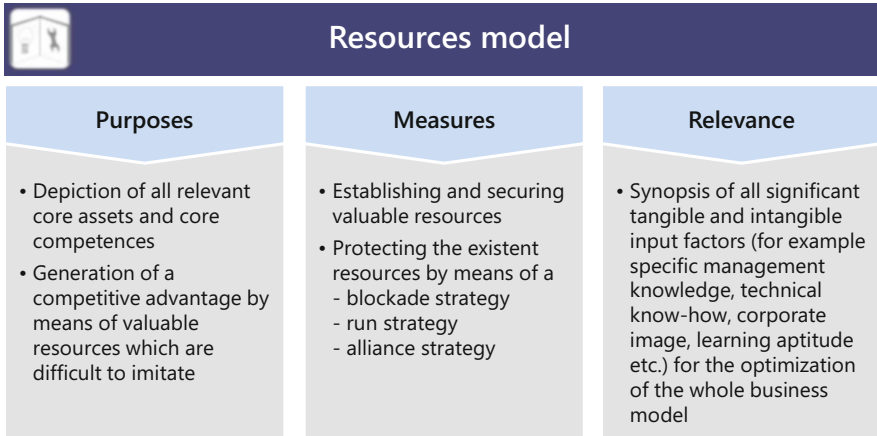 Resources model
Purposes
• Depiction of all relevant
core assets and core
competences
• Generation of a
competitive advantage by
means of valuable
resources which are
difficult to imitate
Measures
• Establishing and securing
valuable resources
• Protecting the existent
resources by means of a
- blockade strategy
- run strategy
- alliance strategy
Relevance
• Synopsis of all significant
tangible and intangible
input factors (for example
specific management
knowledge, technical
know-how, corporate
image, learning aptitude
etc.) for the optimization
of the whole business
model